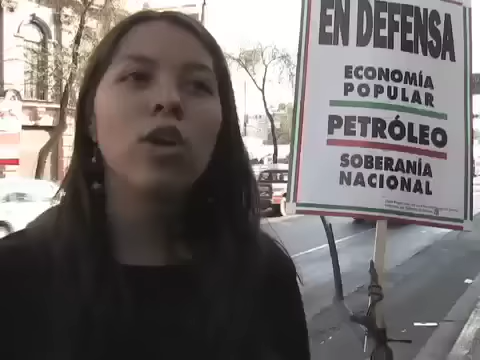 EN DEFENSA
ECONOMÍA
POPULAR
PETRÓLEO
SOBERANÍA
NACIONAL